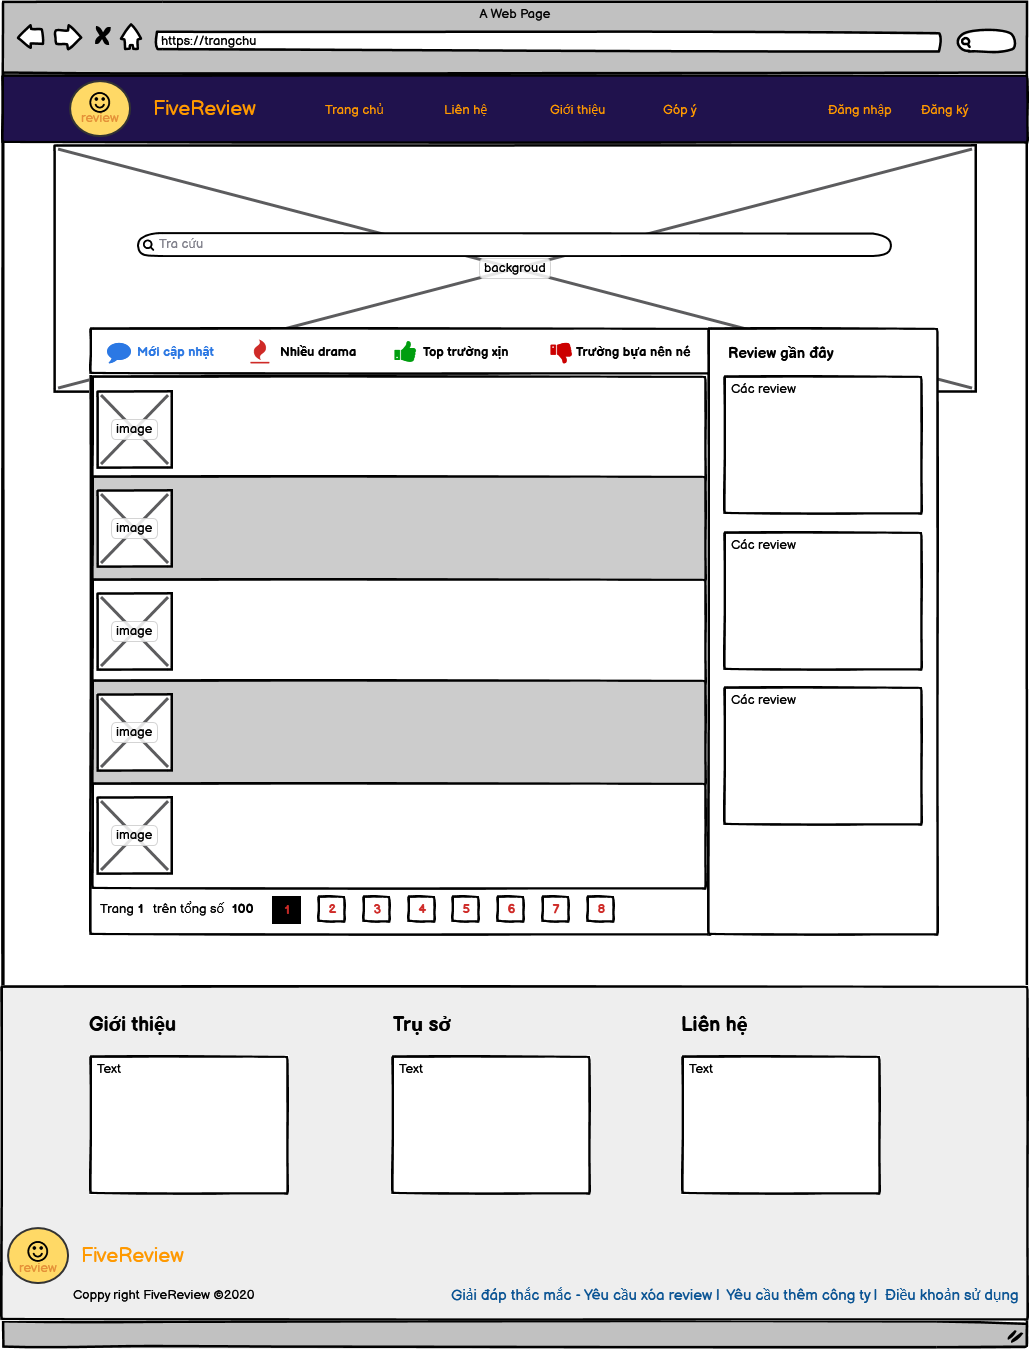 A Web Page
https://trangchu
review
FiveReview
Trang chủ
Liên hệ
Giới thiệu
Góp ý
Đăng nhập
Đăng ký
Tra cứu
backgroud
Mới cập nhật
Nhiều drama
Top trường xịn
Trường bựa nên né
Review gần đây
image
image
image
image
image
Các review
Các review
Các review
Trang 1 trên tổng số 100
1
2
3
4
5
6
7
8
Giới thiệu
Trụ sở
Liên hệ
Text
Text
Text
review
FiveReview
Coppy right FiveReview ©2020
Giải đáp thắc mắc - Yêu cầu xóa review | Yêu cầu thêm công ty | Điều khoản sử dụng